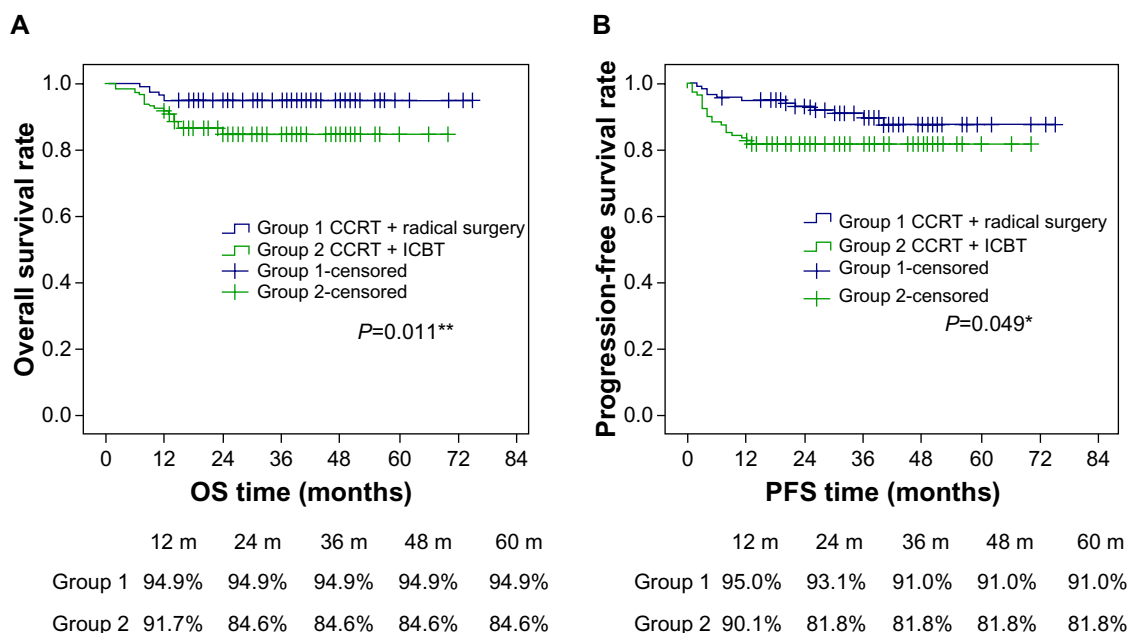 A
Overall survival rate
1.0
0.8
0.6
0.4
0.2
0.0
Group 1 CCRT + radical surgery
Group 2 CCRT + ICBT
Group 1-censored
Group 2-censored
P=0.011**
0 12 24 36 48 60 72 84
OS time (months)
12 m 24 m 36 m 48 m 60 m
Group 1 94.9% 94.9% 94.9% 94.9% 94.9%
Group 2 91.7% 84.6% 84.6% 84.6% 84.6%
B
Progression-free survival rate
1.0
0.8
0.6
0.4
0.2
0.0
Group 1 CCRT + radical surgery
Group 2 CCRT + ICBT
Group 1-censored
Group 2-censored
P=0.049*
0 12 24 36 48 60 72 84
PFS time (months)
12 m 24 m 36 m 48 m 60 m
Group 1 95.0% 93.1% 91.0% 91.0% 91.0%
Group 2 90.1% 81.8% 81.8% 81.8% 81.8%